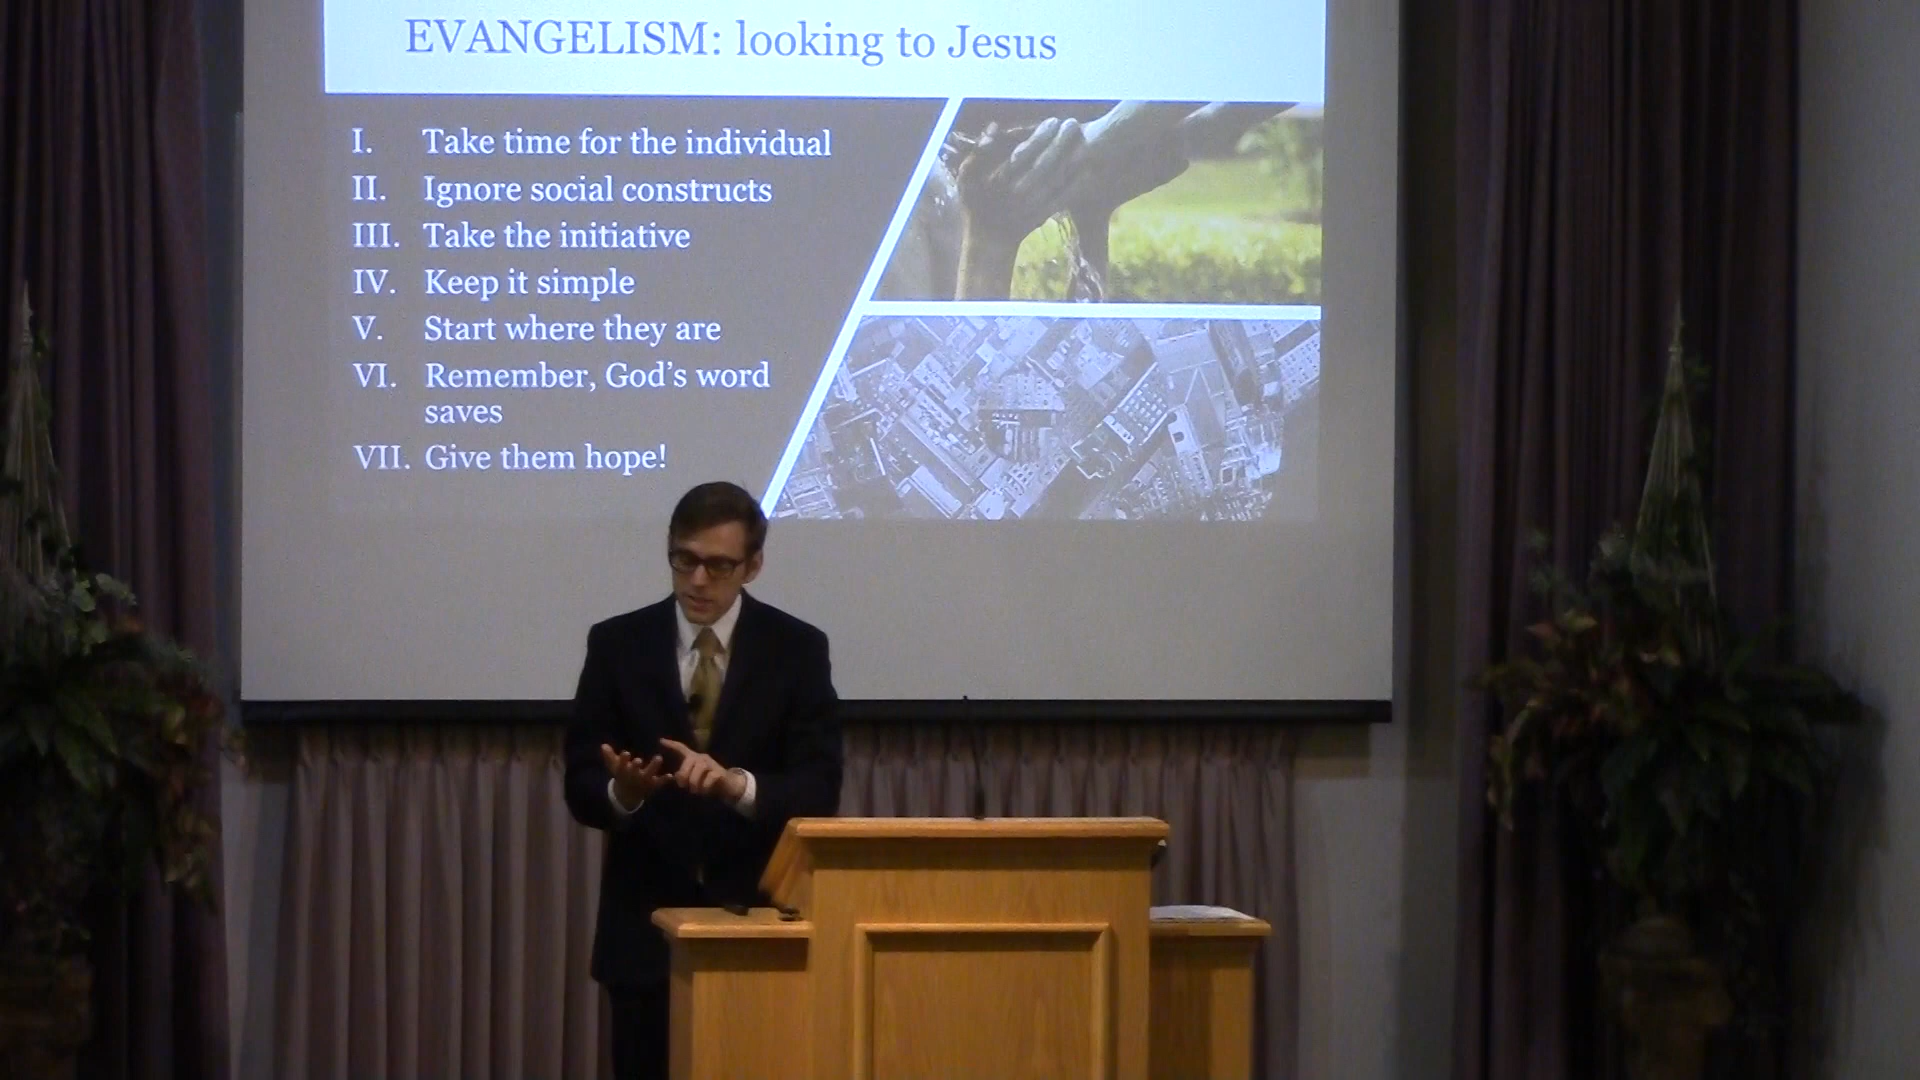 EVANGELISM: looking to Jesus
I. Take time for the individual
II. Ignore social constructs
III. Take the initiative
IV. Keep it simple
V. Start where they are
VI. Remember, God's word
saves
VII. Give them hope!